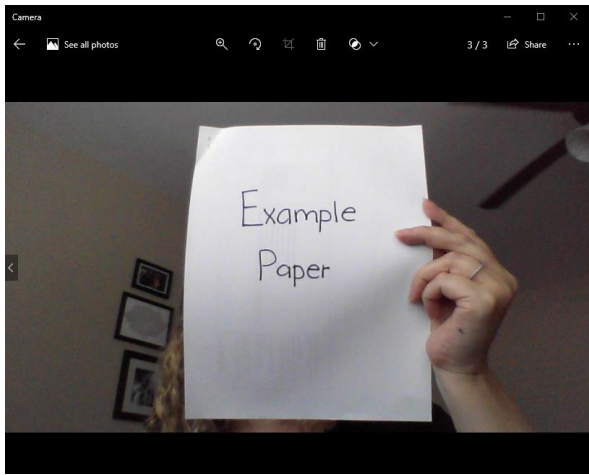 Camera
See all photos
3 / 3
Share
Example
Paper